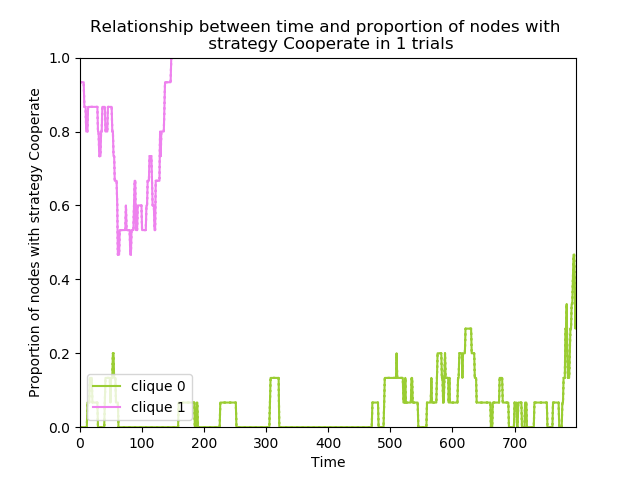 Relationship between time and proportion of nodes with
strategy Cooperate in 1 trials
Proportion of nodes with strategy Cooperate
1.0
0.8
0.6
0.4
0.2
0.0
clique 0
clique 1
0 100 200 300 400 500 600 700
Time